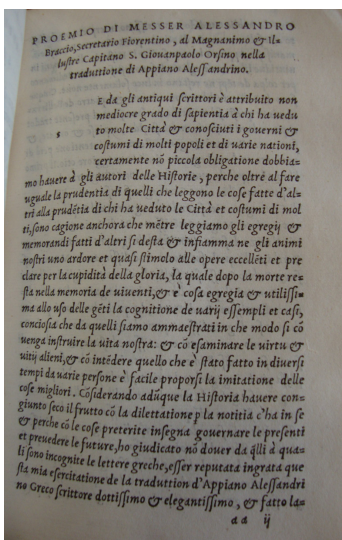 PROEMIO DI MESSER ALESSANDRO
Braccio, Secretario Fiorentino, al Magnanimo & Il-
lustre Capitano S. Giouanpaolo Orsino nella
traduttione di Appiano Alessandrino.
E da gli antiqui scrittori è attribuito non
mediocre grado di sapientia à chi ha uedu
to molte Città & conosciuti i governi &
s
costumi di molti popoli et di uarie nationi,
certamente nõ piccola obligatione dobbia-
mo hauere à gli autori delle Historie, perche oltre al fare
uguale la prudentia di quelli che leggono le cose fatte d'al-
tri alla prudẽtia di chi ha ueduto le Città et costumi di mol
ti, sono cagione anchora che mẽtre leggiamo gli egregij &
memorandi fatti d'altri si desta & infiamma ne gli animi
nostri uno ardore et quasi stimolo alle opere eccellẽti et pre
clare per la cupidità della gloria, la quale dopo la morte re-
sta nella memoria de uiuenti, & è cosa egregia & utilissi-
ma allo uso delle gẽti la cognitione de uarij essempli et casi,
conciosia che da quelli siamo ammaestrati in che modo si cõ
uenga instruire la uita nostra: & cõ esaminare le uirtu &
uitij alieni, & cõ intẽdere quello che è stato fatto in diuersi
tempi da uarie persone è facile proporsi la imitatione delle
cose migliori. Cõsiderando adũque la Historia hauere con-
giunto seco il frutto cõ la dilettatione p la notitia c'ha in se
& perche cõ le cose preterite insegna gouernare le presenti
et preuedere le future, ho giudicato nõ douer da q̃lli à qua-
li sono incognite le lettere greche, esser reputata ingrata que
sta mia esercitatione de la traduttion d'Appiano Alessandri
no Greco scrittore dottissimo & elegantissimo, & fatto la-
aa ij